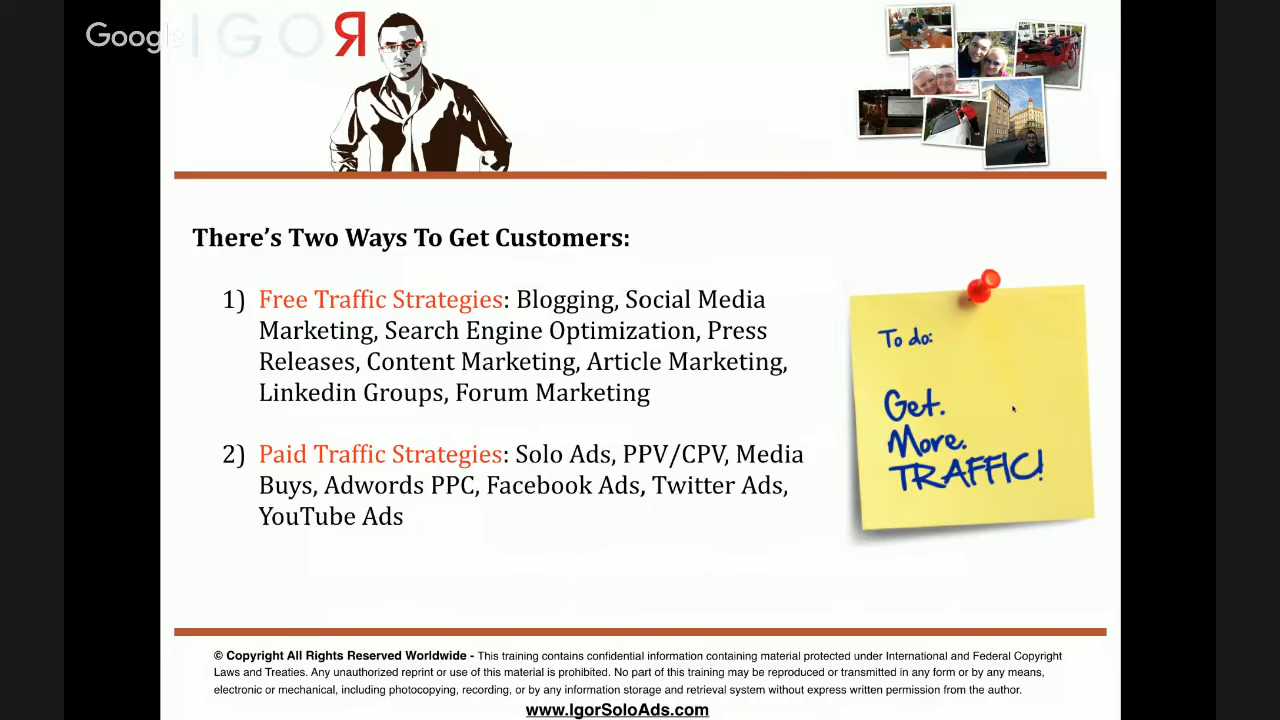 Google
IGOЯ
There's Two Ways To Get Customers:
1) Free Traffic Strategies: Blogging, Social Media
Marketing, Search Engine Optimization, Press
Releases, Content Marketing, Article Marketing,
Linkedin Groups, Forum Marketing
2) Paid Traffic Strategies: Solo Ads, PPV/CPV, Media
Buys, Adwords PPC, Facebook Ads, Twitter Ads,
YouTube Ads
To do:
Get.
More.
TRAFFIC!
© Copyright All Rights Reserved Worldwide - This training contains confidential information containing material protected under International and Federal Copyright
Laws and Treaties. Any unauthorized reprint or use of this material is prohibited. No part of this training may be reproduced or transmitted in any form or by any means,
electronic or mechanical, including photocopying, recording, or by any information storage and retrieval system without express written permission from the author.
www.IgorSoloAds.com